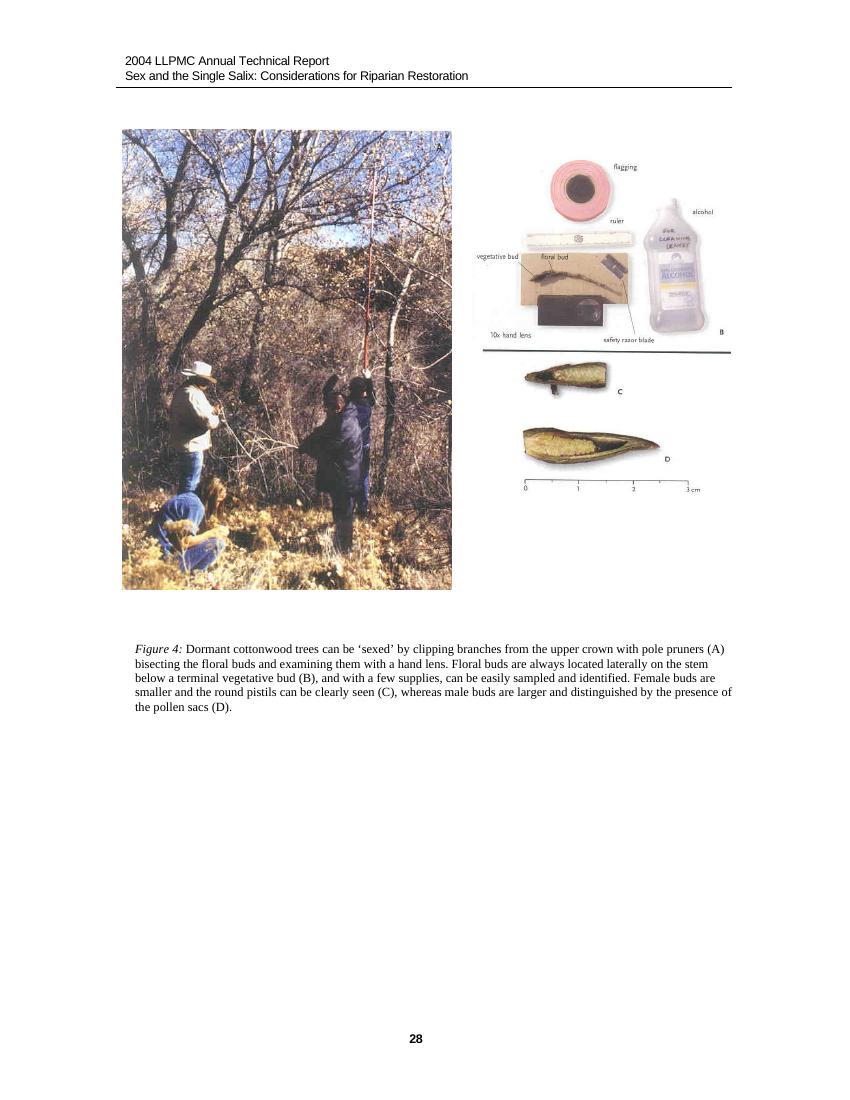 2004 LLPMC Annual Technical Report
Sex and the Single Salix: Considerations for Riparian Restoration
A
flagging
ruler
alcohol
FOR
CLEANING
vegetative bud
floral bud
ALCOHOL
10x hand lens
safety razor blade
B
C
D
0 1 2 3 cm
Figure 4: Dormant cottonwood trees can be ‘sexed’ by clipping branches from the upper crown with pole pruners (A)
bisecting the floral buds and examining them with a hand lens. Floral buds are always located laterally on the stem
below a terminal vegetative bud (B), and with a few supplies, can be easily sampled and identified. Female buds are
smaller and the round pistils can be clearly seen (C), whereas male buds are larger and distinguished by the presence of
the pollen sacs (D).
28